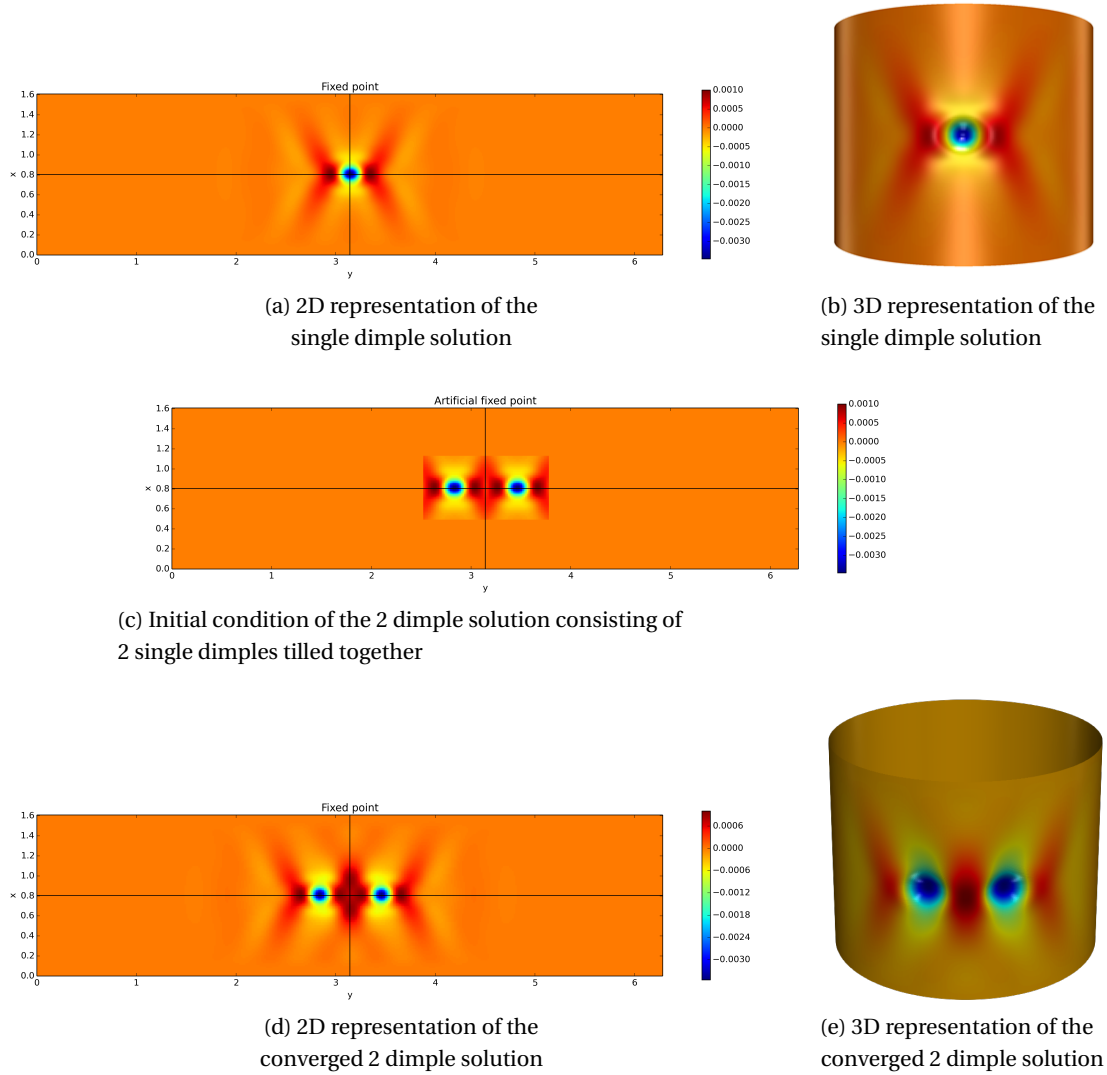 Fixed point
1.6
1.4
1.2
1.0
0.8
0.6
0.4
0.2
0.0
x
0 1 2 3 4 5 6
y
0.0010
0.0005
0.0000
−0.0005
−0.0010
−0.0015
−0.0020
−0.0025
−0.0030
(a) 2D representation of the
single dimple solution
(b) 3D representation of the
single dimple solution
Artificial fixed point
1.6
1.4
1.2
1.0
0.8
0.6
0.4
0.2
0.0
x
0 1 2 3 4 5 6
y
0.0010
0.0005
0.0000
−0.0005
−0.0010
−0.0015
−0.0020
−0.0025
−0.0030
(c) Initial condition of the 2 dimple solution consisting of
2 single dimples tilled together
Fixed point
1.6
1.4
1.2
1.0
0.8
0.6
0.4
0.2
0.0
x
0 1 2 3 4 5 6
y
0.0006
0.0000
−0.0006
−0.0012
−0.0018
−0.0024
−0.0030
(d) 2D representation of the
converged 2 dimple solution
(e) 3D representation of the
converged 2 dimple solution